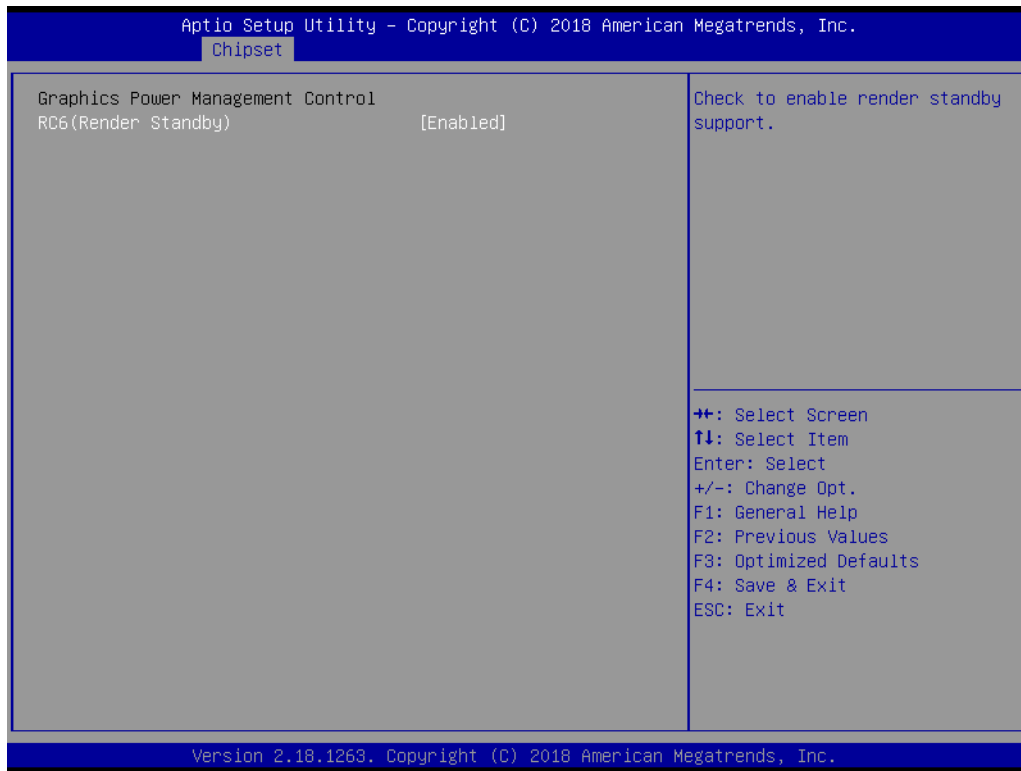 Aptio Setup Utility – Copyright (C) 2018 American Megatrends, Inc.
Chipset
Graphics Power Management Control
RC6(Render Standby) [Enabled]
Check to enable render standby
support.
→←: Select Screen
↑↓: Select Item
Enter: Select
+/-: Change Opt.
F1: General Help
F2: Previous Values
F3: Optimized Defaults
F4: Save & Exit
ESC: Exit
Version 2.18.1263. Copyright (C) 2018 American Megatrends, Inc.